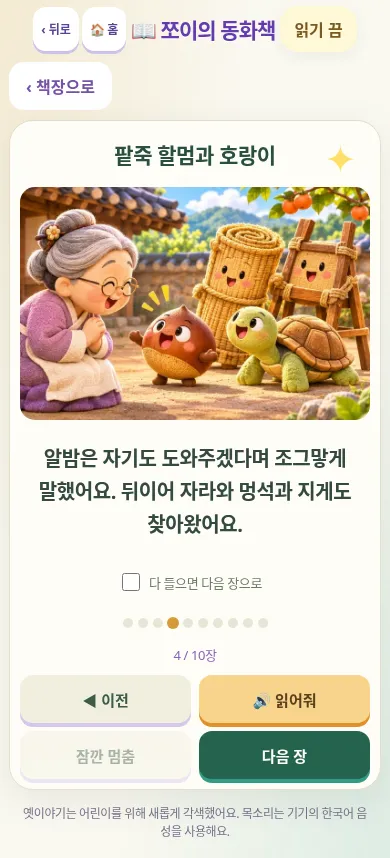 ‹ 뒤로
🏠 홈
📖 쪼이의 동화책
읽기 끔
‹ 책장으로
팥죽 할멈과 호랑이
알밤은 자기도 도와주겠다며 조그맣게
말했어요. 뒤이어 자라와 멍석과 지게도
찾아왔어요.
다 들으면 다음 장으로
4 / 10장
◀ 이전
🔊 읽어줘
잠깐 멈춤
다음 장
옛이야기는 어린이를 위해 새롭게 각색했어요. 목소리는 기기의 한국어 음
성을 사용해요.